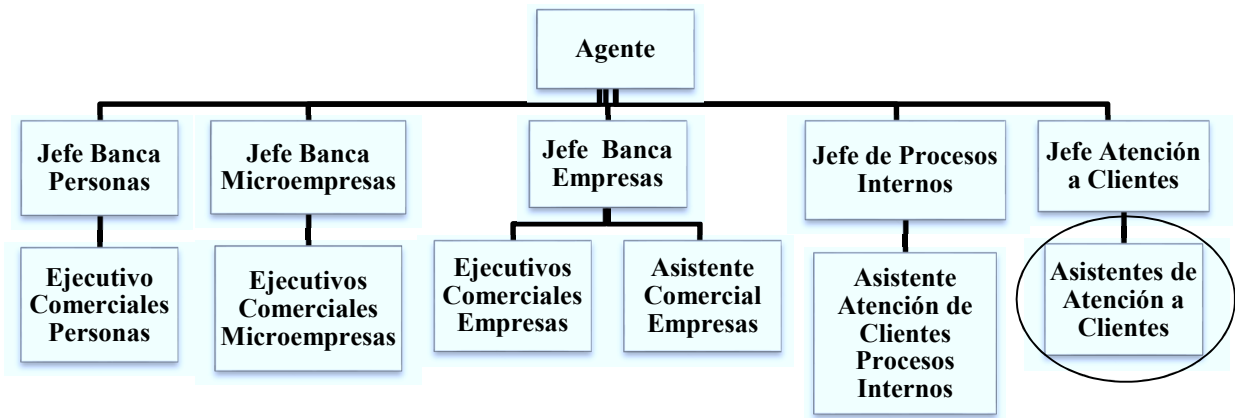 Agente
Jefe Banca
Personas
Jefe Banca
Microempresas
Jefe Banca
Empresas
Jefe de Procesos
Internos
Jefe Atención
a Clientes
Ejecutivo
Comerciales
Personas
Ejecutivos
Comerciales
Microempresas
Ejecutivos
Comerciales
Empresas
Asistente
Comercial
Empresas
Asistente
Atención de
Clientes
Procesos
Internos
Asistentes de
Atención a
Clientes